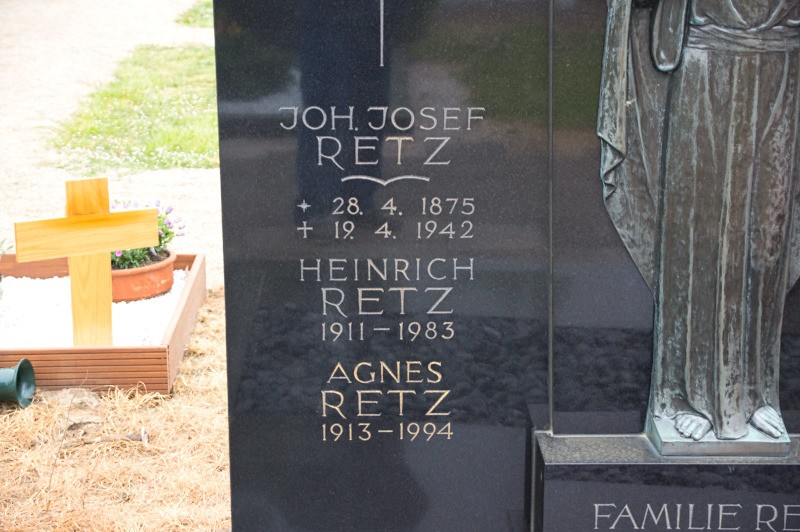 JOH. JOSEF
RETZ
28. 4. 1875
19. 4. 1942
HEINRICH
RETZ
1911 – 1983
AGNES
RETZ
1913 – 1994
FAMILIE RE